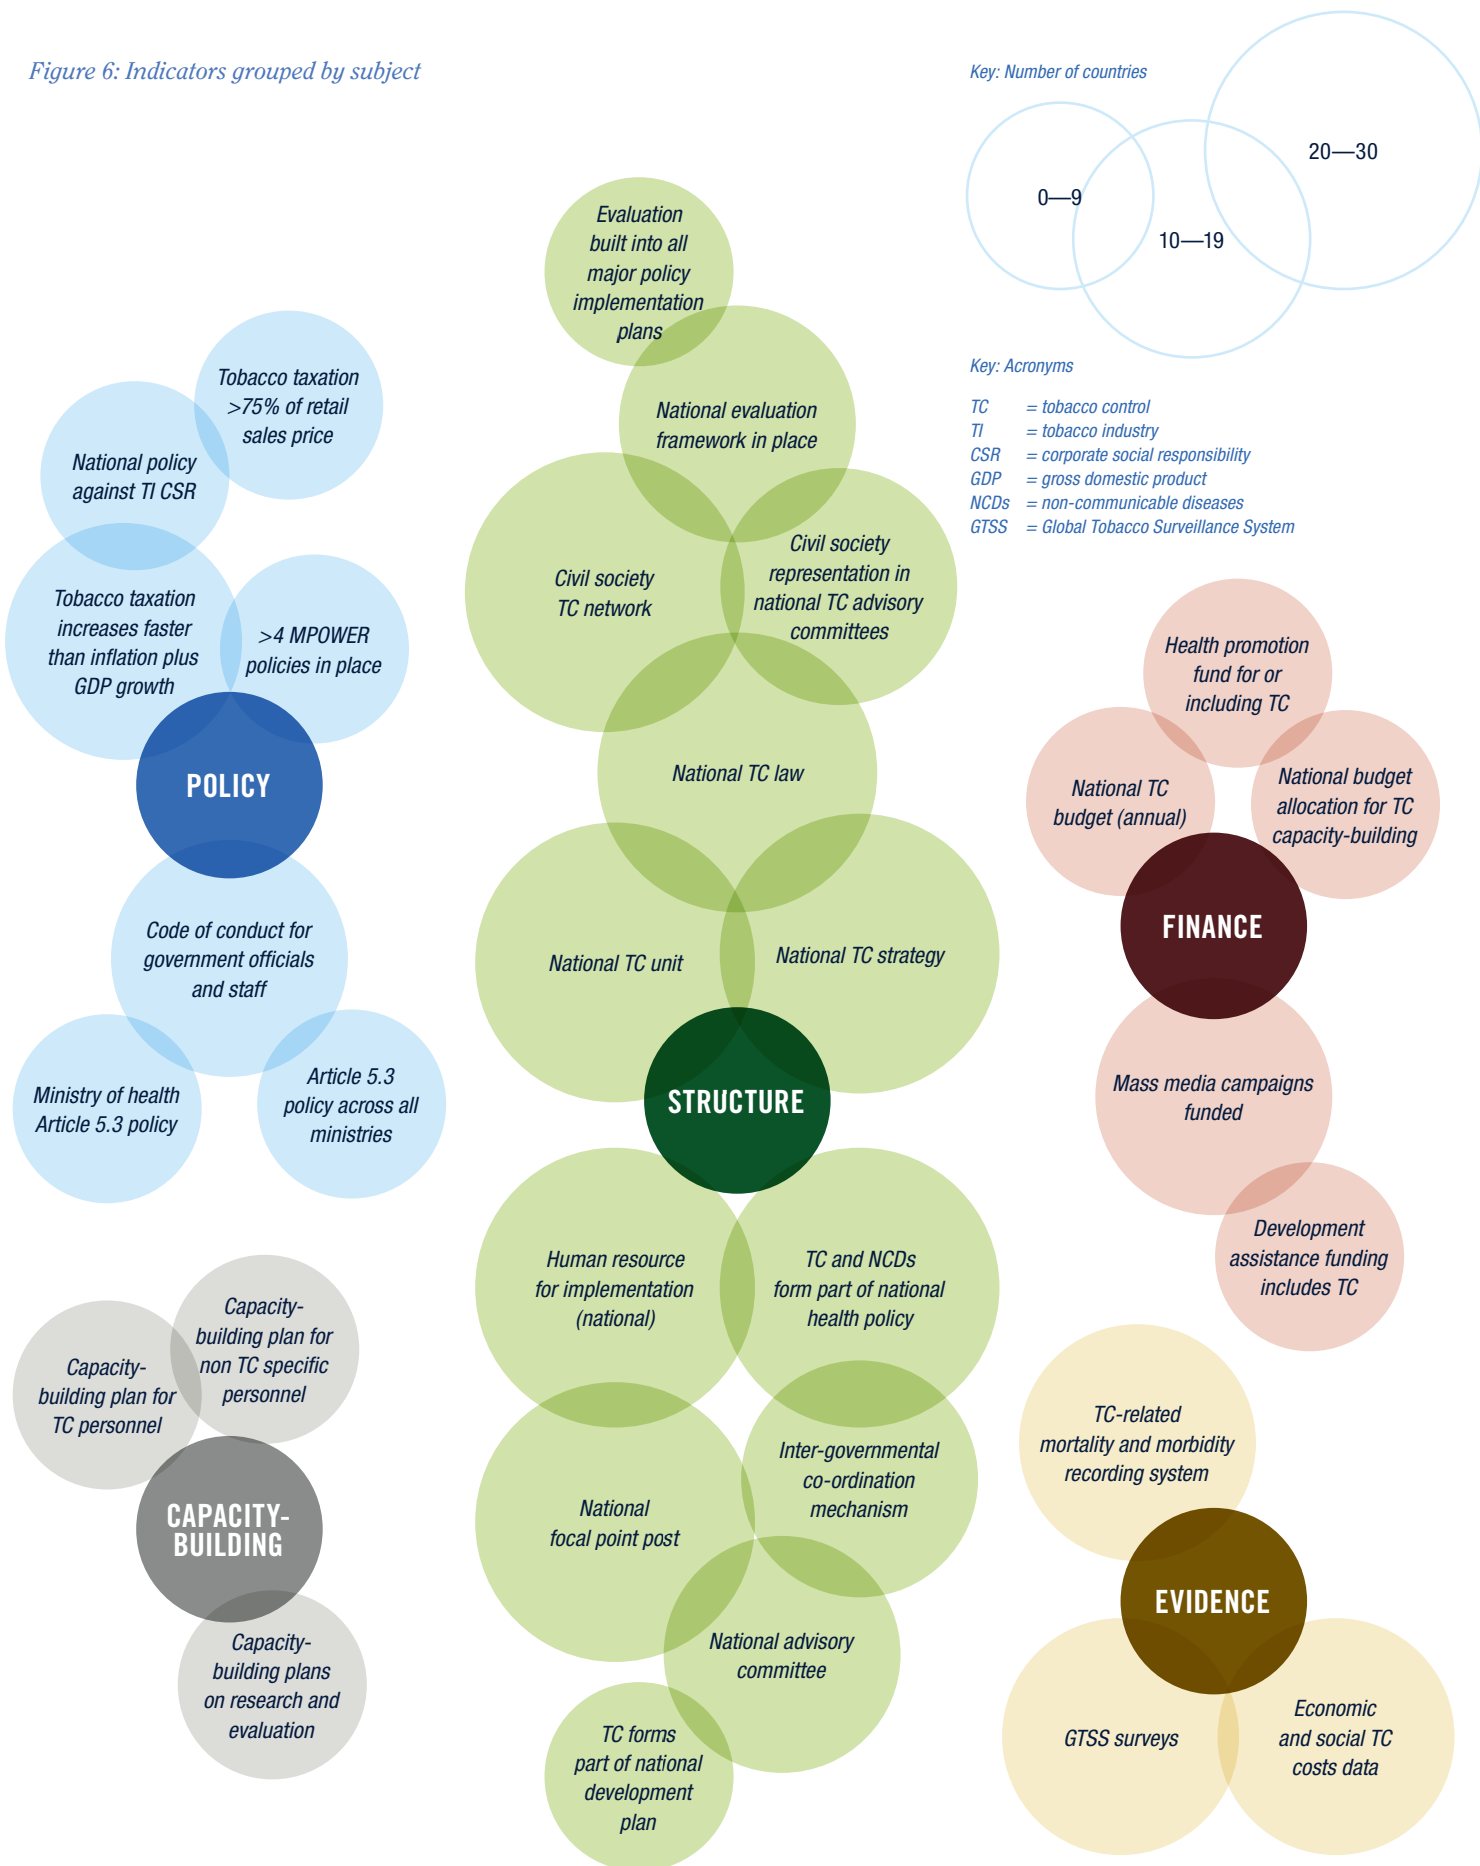 Figure 6: Indicators grouped by subject
Key: Number of countries
0—9
10—19
20—30
Key: Acronyms
TC = tobacco control
TI = tobacco industry
CSR = corporate social responsibility
GDP = gross domestic product
NCDs = non-communicable diseases
GTSS = Global Tobacco Surveillance System
Tobacco taxation
>75% of retail
sales price
National policy
against TI CSR
Tobacco taxation
increases faster
than inflation plus
GDP growth
>4 MPOWER
policies in place
POLICY
Code of conduct for
government officials
and staff
Ministry of health
Article 5.3 policy
Article 5.3
policy across all
ministries
Capacity-
building plan for
non TC specific
personnel
Capacity-
building plan for
TC personnel
CAPACITY-
BUILDING
Capacity-
building plans
on research and
evaluation
Evaluation
built into all
major policy
implementation
plans
National evaluation
framework in place
Civil society
TC network
Civil society
representation in
national TC advisory
committees
National TC law
National TC unit
National TC strategy
STRUCTURE
Human resource
for implementation
(national)
TC and NCDs
form part of national
health policy
National
focal point post
Inter-governmental
co-ordination
mechanism
National advisory
committee
TC forms
part of national
development
plan
Health promotion
fund for or
including TC
National TC
budget (annual)
National budget
allocation for TC
capacity-building
FINANCE
Mass media campaigns
funded
Development
assistance funding
includes TC
TC-related
mortality and morbidity
recording system
EVIDENCE
GTSS surveys
Economic
and social TC
costs data